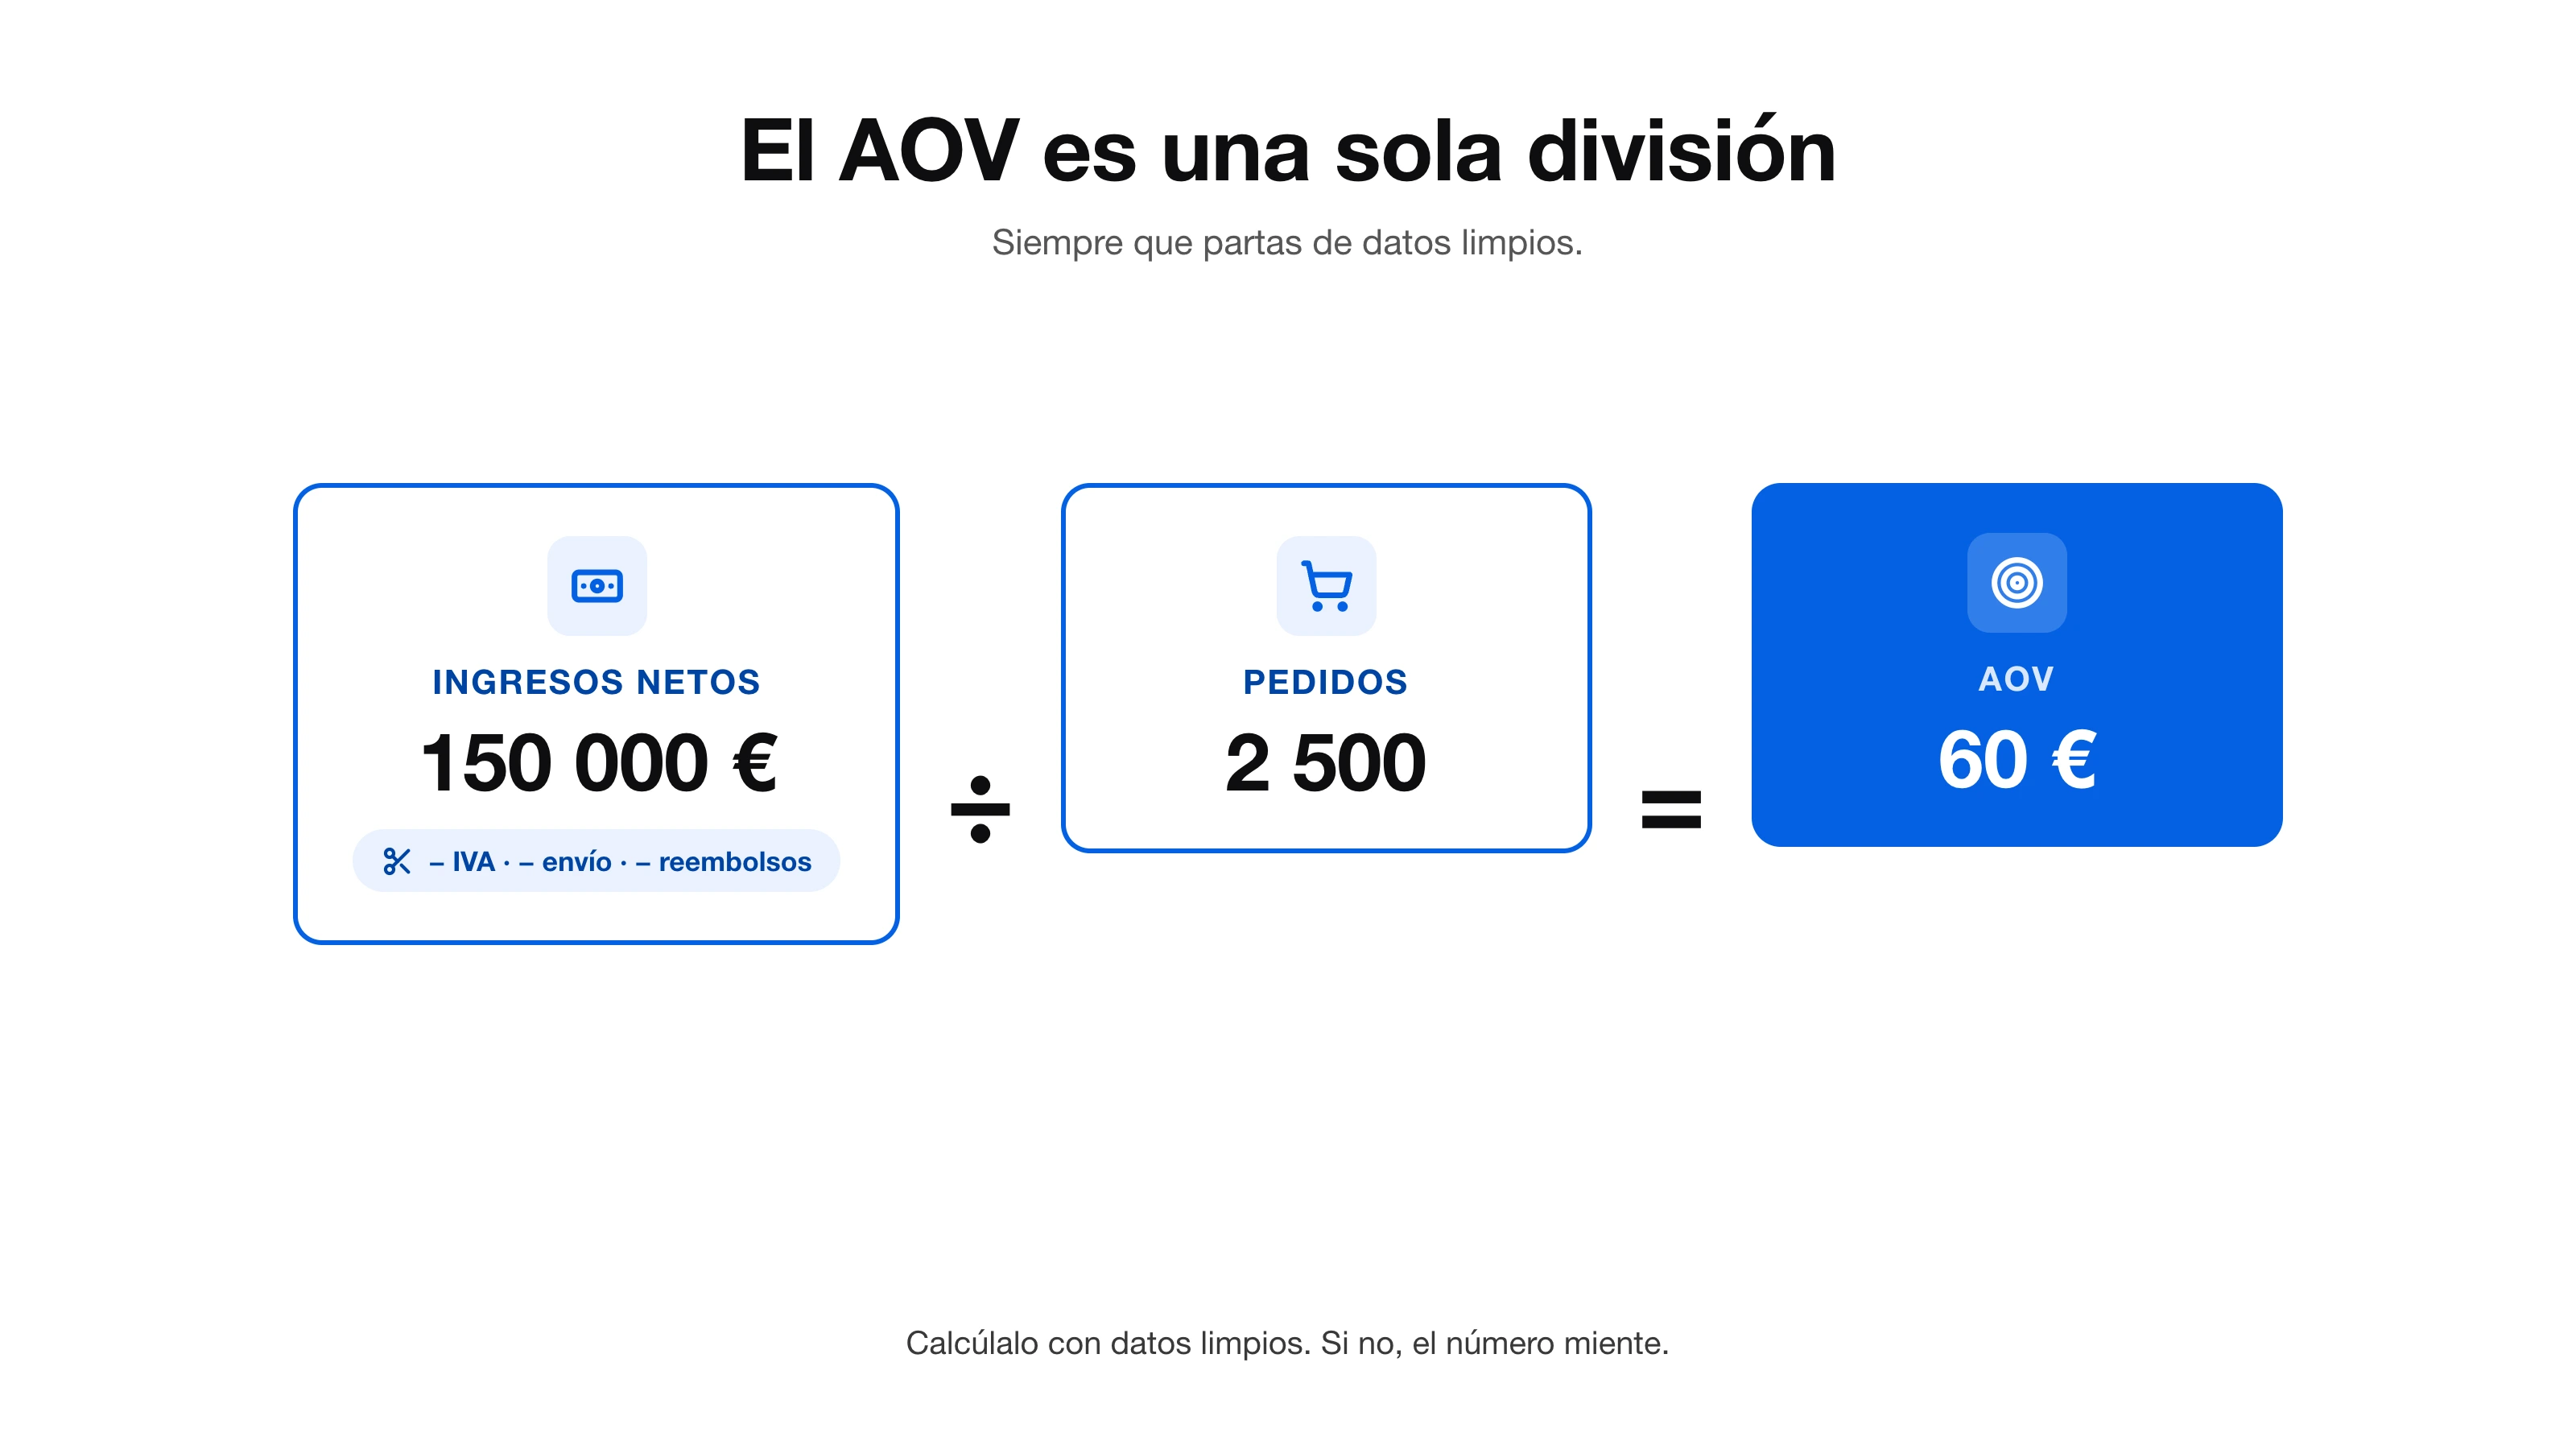 El AOV es una sola división
Siempre que partas de datos limpios.
INGRESOS NETOS
150 000 €
– IVA · – envío · – reembolsos
÷
PEDIDOS
2 500
=
AOV
60 €
Calcúlalo con datos limpios. Si no, el número miente.